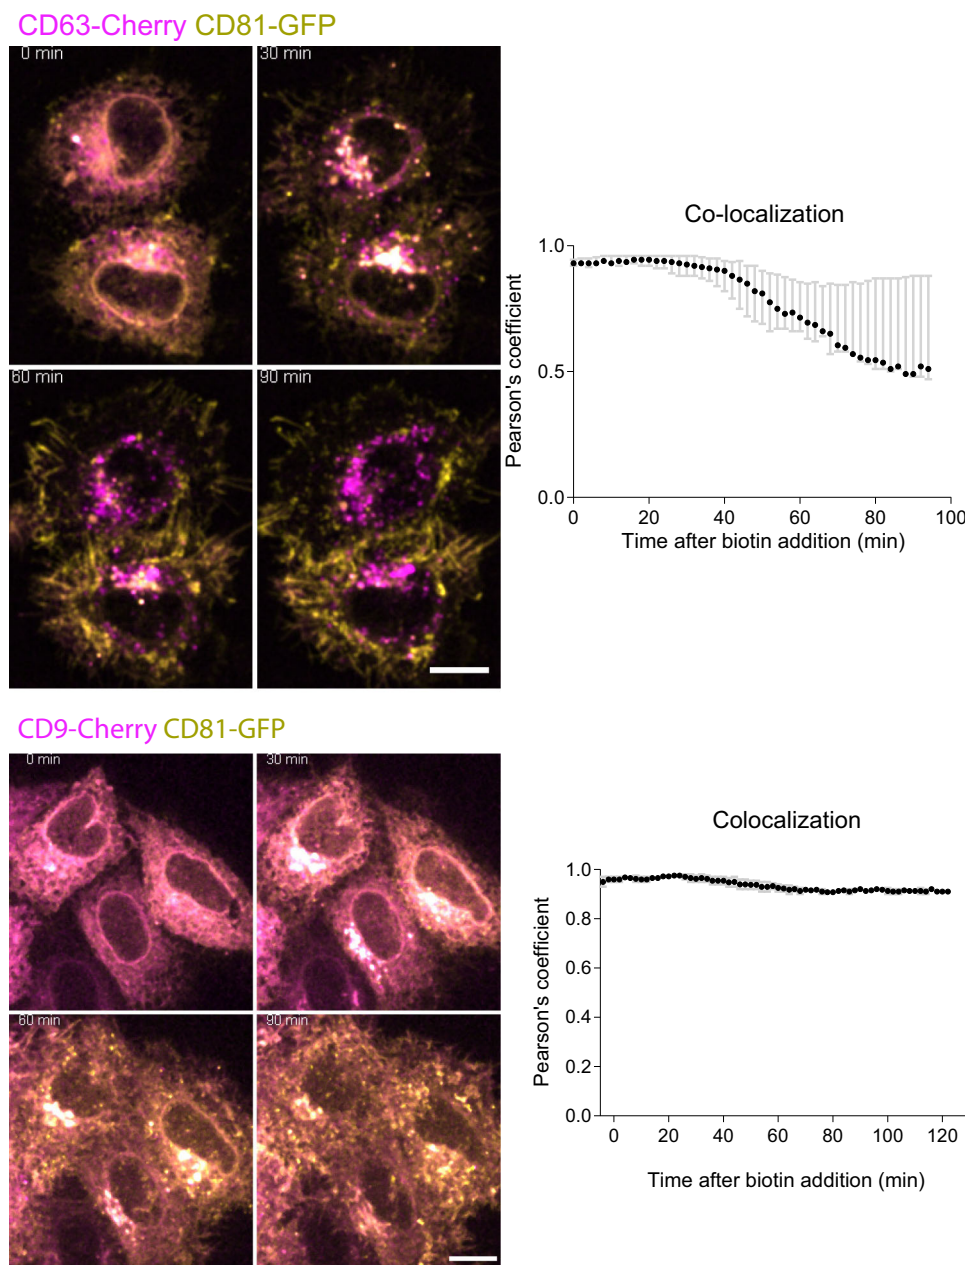 CD63-Cherry CD81-GFP
0 min
30 min
60 min
90 min
Co-localization
Pearson's coefficient
1.0
0.5
0.0
0 20 40 60 80 100
Time after biotin addition (min)
CD9-Cherry CD81-GFP
0 min
30 min
60 min
90 min
Colocalization
Pearson's coefficient
1.0
0.8
0.6
0.4
0.2
0.0
0 20 40 60 80 100 120
Time after biotin addition (min)